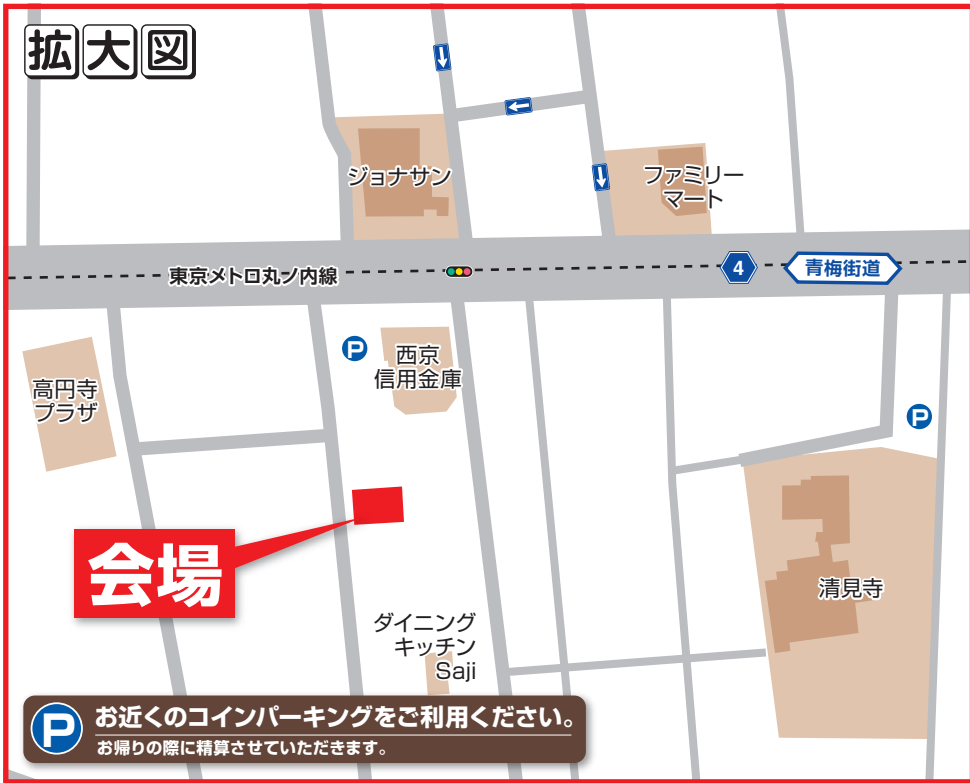 拡大図
ジョナサン
ファミリー
マート
東京メトロ丸ノ内線
4
青梅街道
P
西京
信用金庫
高円寺
プラザ
P
会場
清見寺
ダイニング
キッチン
Saji
P
お近くのコインパーキングをご利用ください。
お帰りの際に精算させていただきます。